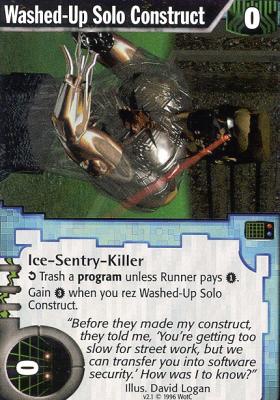 Washed-Up Solo Construct 0
Ice-Sentry-Killer
Trash a program unless Runner pays 1.
Gain 3 when you rez Washed-Up Solo
Construct.
"Before they made my construct,
they told me, 'You're getting too
slow for street work, but we
can transfer you into software
security.' How was I to know?"
0
Illus. David Logan
v2.1 © 1996 WotC